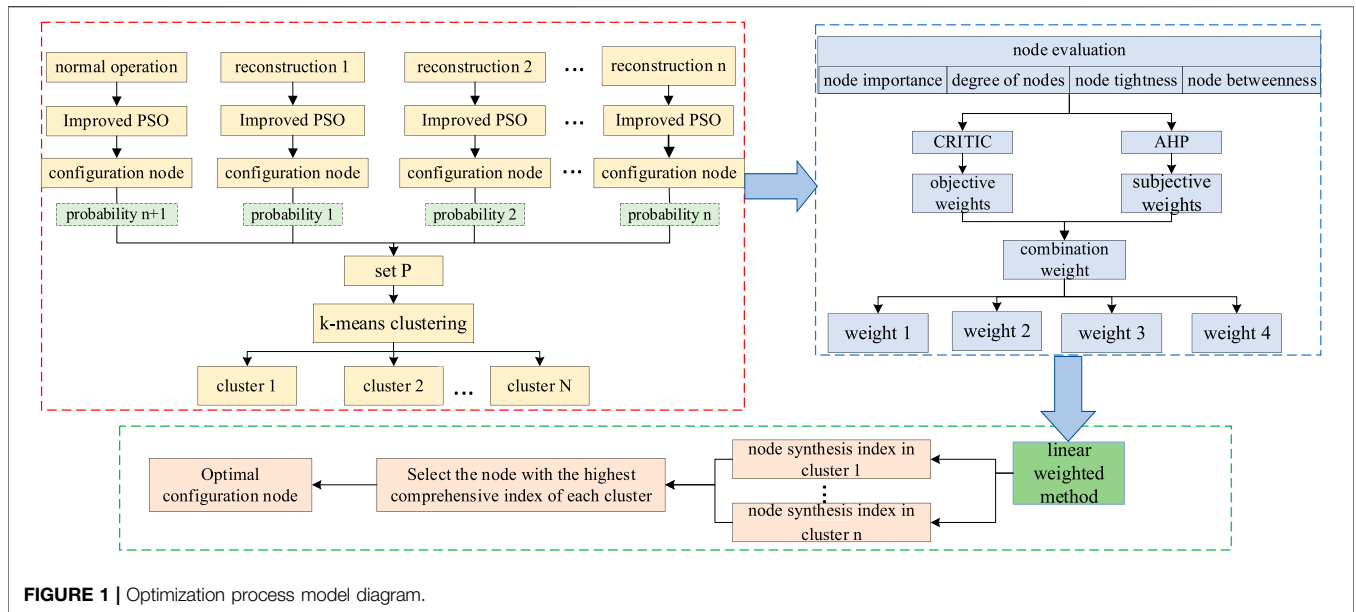 normal operation
reconstruction 1
reconstruction 2
...
reconstruction n
Improved PSO
Improved PSO
Improved PSO
...
Improved PSO
configuration node
configuration node
configuration node
...
configuration node
probability n+1
probability 1
probability 2
probability n
set P
k-means clustering
cluster 1
cluster 2
...
cluster N
node evaluation
node importance
degree of nodes
node tightness
node betweenness
CRITIC
AHP
objective
weights
subjective
weights
combination
weight
weight 1
weight 2
weight 3
weight 4
linear
weighted
method
node synthesis index in
cluster 1
...
node synthesis index in
cluster n
Select the node with the highest
comprehensive index of each cluster
Optimal
configuration node
FIGURE 1 | Optimization process model diagram.